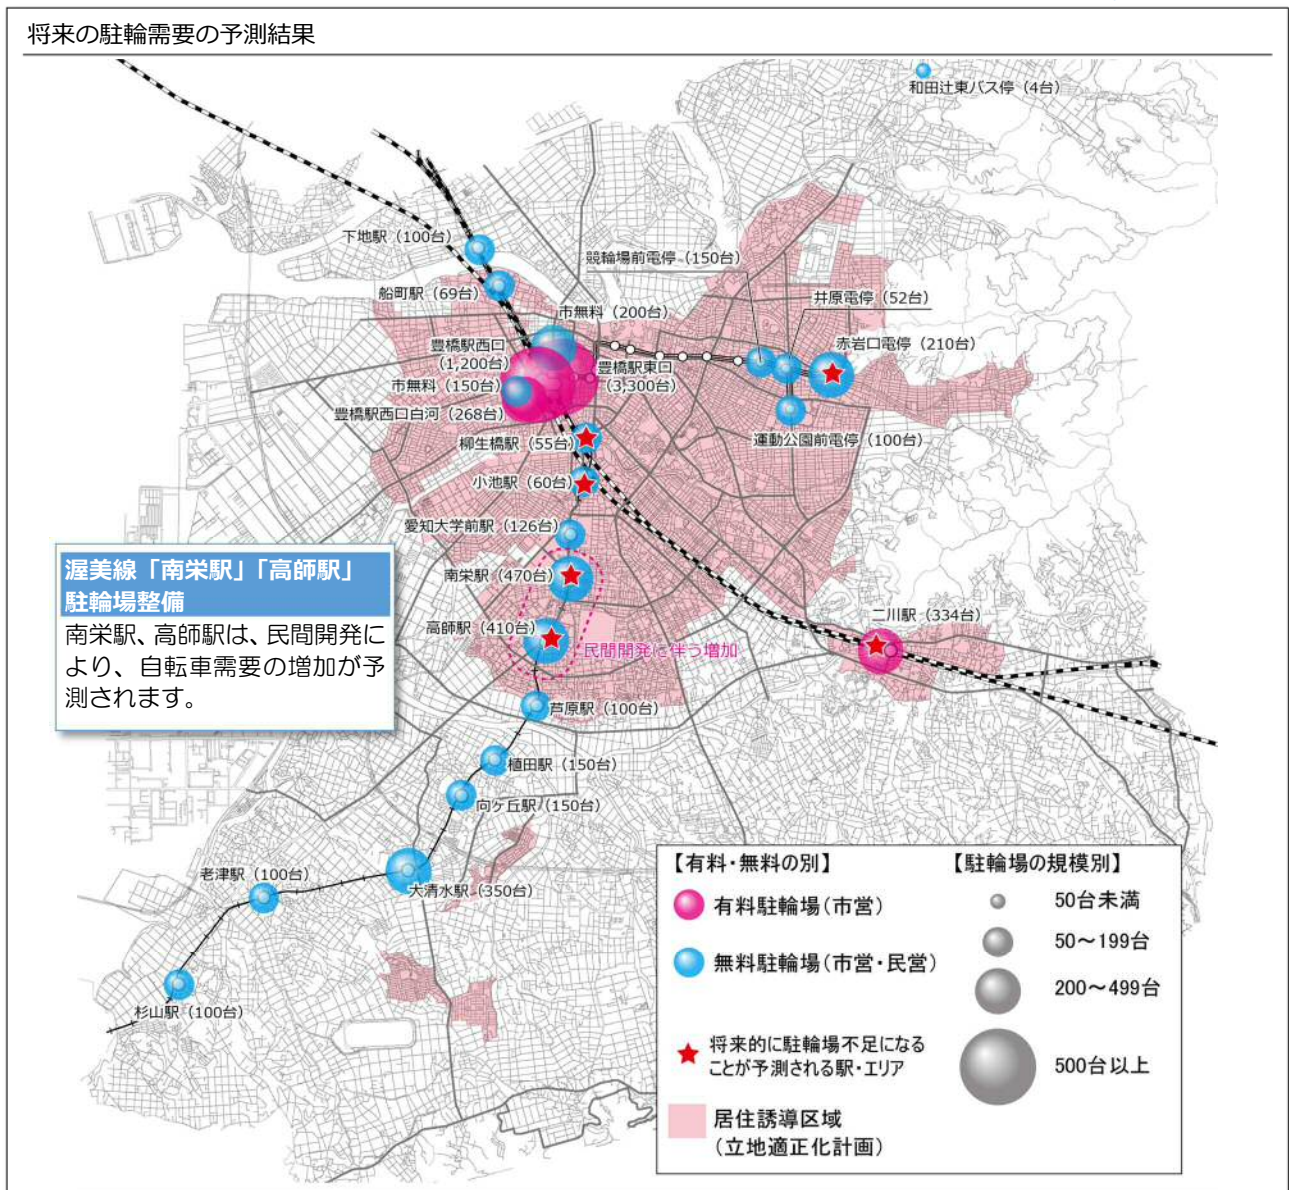 将来の駐輪需要の予測結果
和田辻東バス停（4台）
下地駅（100台）
競輪場前電停（150台）
船町駅（69台）
井原電停（52台）
市無料（200台）
赤岩口電停（210台）
豊橋駅西口
（1,200台）
豊橋駅東口
（3,300台）
市無料（150台）
豊橋駅西口白河（268台）
運動公園前電停（100台）
柳生橋駅（55台）
小池駅（60台）
愛知大学前駅（126台）
渥美線「南栄駅」「高師駅」
駐輪場整備
南栄駅、高師駅は、民間開発に
より、自転車需要の増加が予
測されます。
南栄駅（470台）
高師駅（410台）
民間開発に伴う増加
二川駅（334台）
芦原駅（100台）
植田駅（150台）
向ケ丘駅（150台）
大清水駅（350台）
老津駅（100台）
杉山駅（100台）
【有料・無料の別】
有料駐輪場（市営）
無料駐輪場（市営・民営）
将来的に駐輪場不足になる
ことが予測される駅・エリア
居住誘導区域
（立地適正化計画）
【駐輪場の規模別】
50台未満
50～199台
200～499台
500台以上